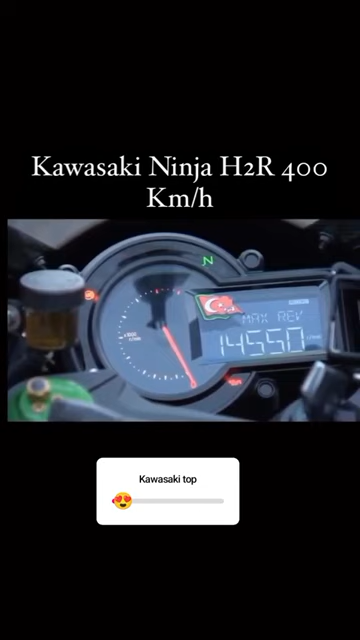 Kawasaki Ninja H2R 400
Km/h
N
MAX REV
14550
Kawasaki top